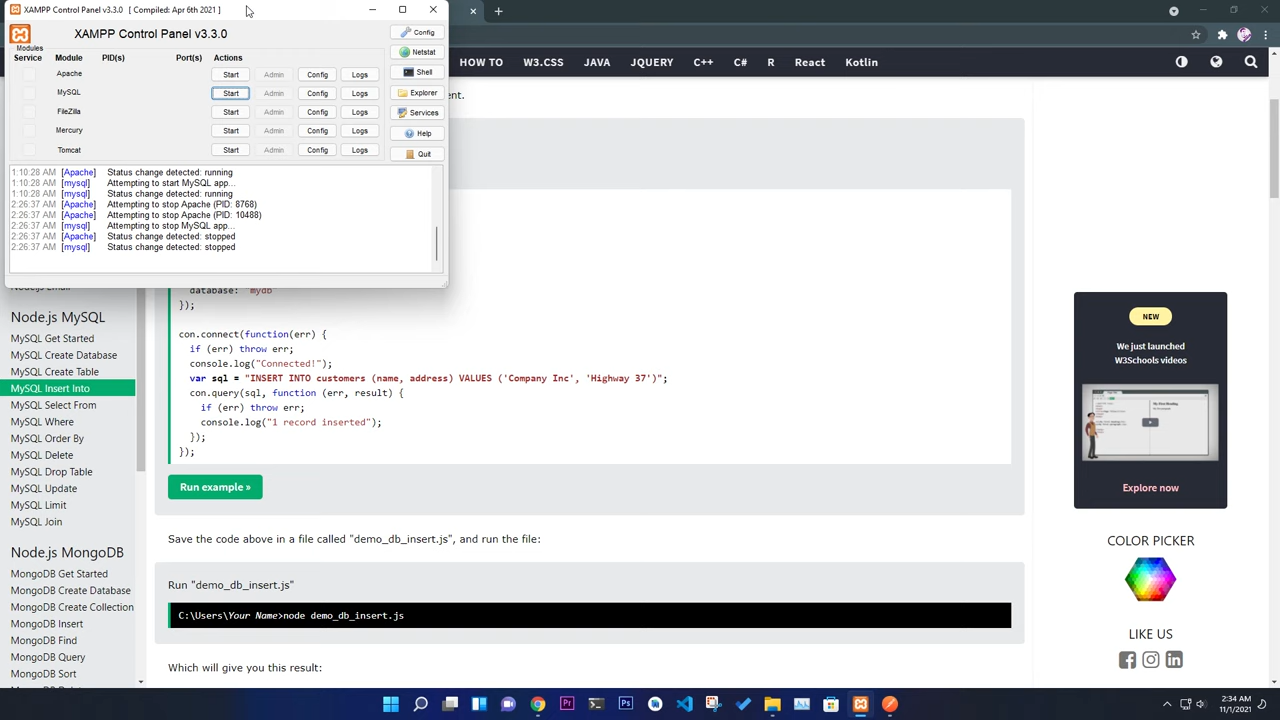 XAMPP Control Panel v3.3.0 [ Compiled: Apr 6th 2021 ]
XAMPP Control Panel v3.3.0
Config
Modules
Service Module PID(s) Port(s) Actions
Netstat
Apache Start Admin Config Logs
Shell
MySQL Start Admin Config Logs
Explorer
FileZilla Start Admin Config Logs
Services
Mercury Start Admin Config Logs
Help
Tomcat Start Admin Config Logs
Quit
1:10:28 AM [Apache] Status change detected: running
1:10:28 AM [mysql] Attempting to start MySQL app...
1:10:28 AM [mysql] Status change detected: running
2:26:37 AM [Apache] Attempting to stop Apache (PID: 8768)
2:26:37 AM [Apache] Attempting to stop Apache (PID: 10488)
2:26:37 AM [mysql] Attempting to stop MySQL app...
2:26:37 AM [Apache] Status change detected: stopped
2:26:37 AM [mysql] Status change detected: stopped
HOW TO W3.CSS JAVA JQUERY C++ C# R React Kotlin
ent.
Node.js MySQL
MySQL Get Started
MySQL Create Database
MySQL Create Table
MySQL Insert Into
MySQL Select From
MySQL Where
MySQL Order By
MySQL Delete
MySQL Drop Table
MySQL Update
MySQL Limit
MySQL Join
Node.js MongoDB
MongoDB Get Started
MongoDB Create Database
MongoDB Create Collection
MongoDB Insert
MongoDB Find
MongoDB Query
MongoDB Sort
database: "mydb"
});
con.connect(function(err) {
if (err) throw err;
console.log("Connected!");
var sql = "INSERT INTO customers (name, address) VALUES ('Company Inc', 'Highway 37')";
con.query(sql, function (err, result) {
if (err) throw err;
console.log("1 record inserted");
});
});
Run example »
Save the code above in a file called "demo_db_insert.js", and run the file:
Run "demo_db_insert.js"
C:\Users\Your Name>node demo_db_insert.js
Which will give you this result:
NEW
We just launched
W3Schools videos
Explore now
COLOR PICKER
LIKE US
2:34 AM
11/1/2021